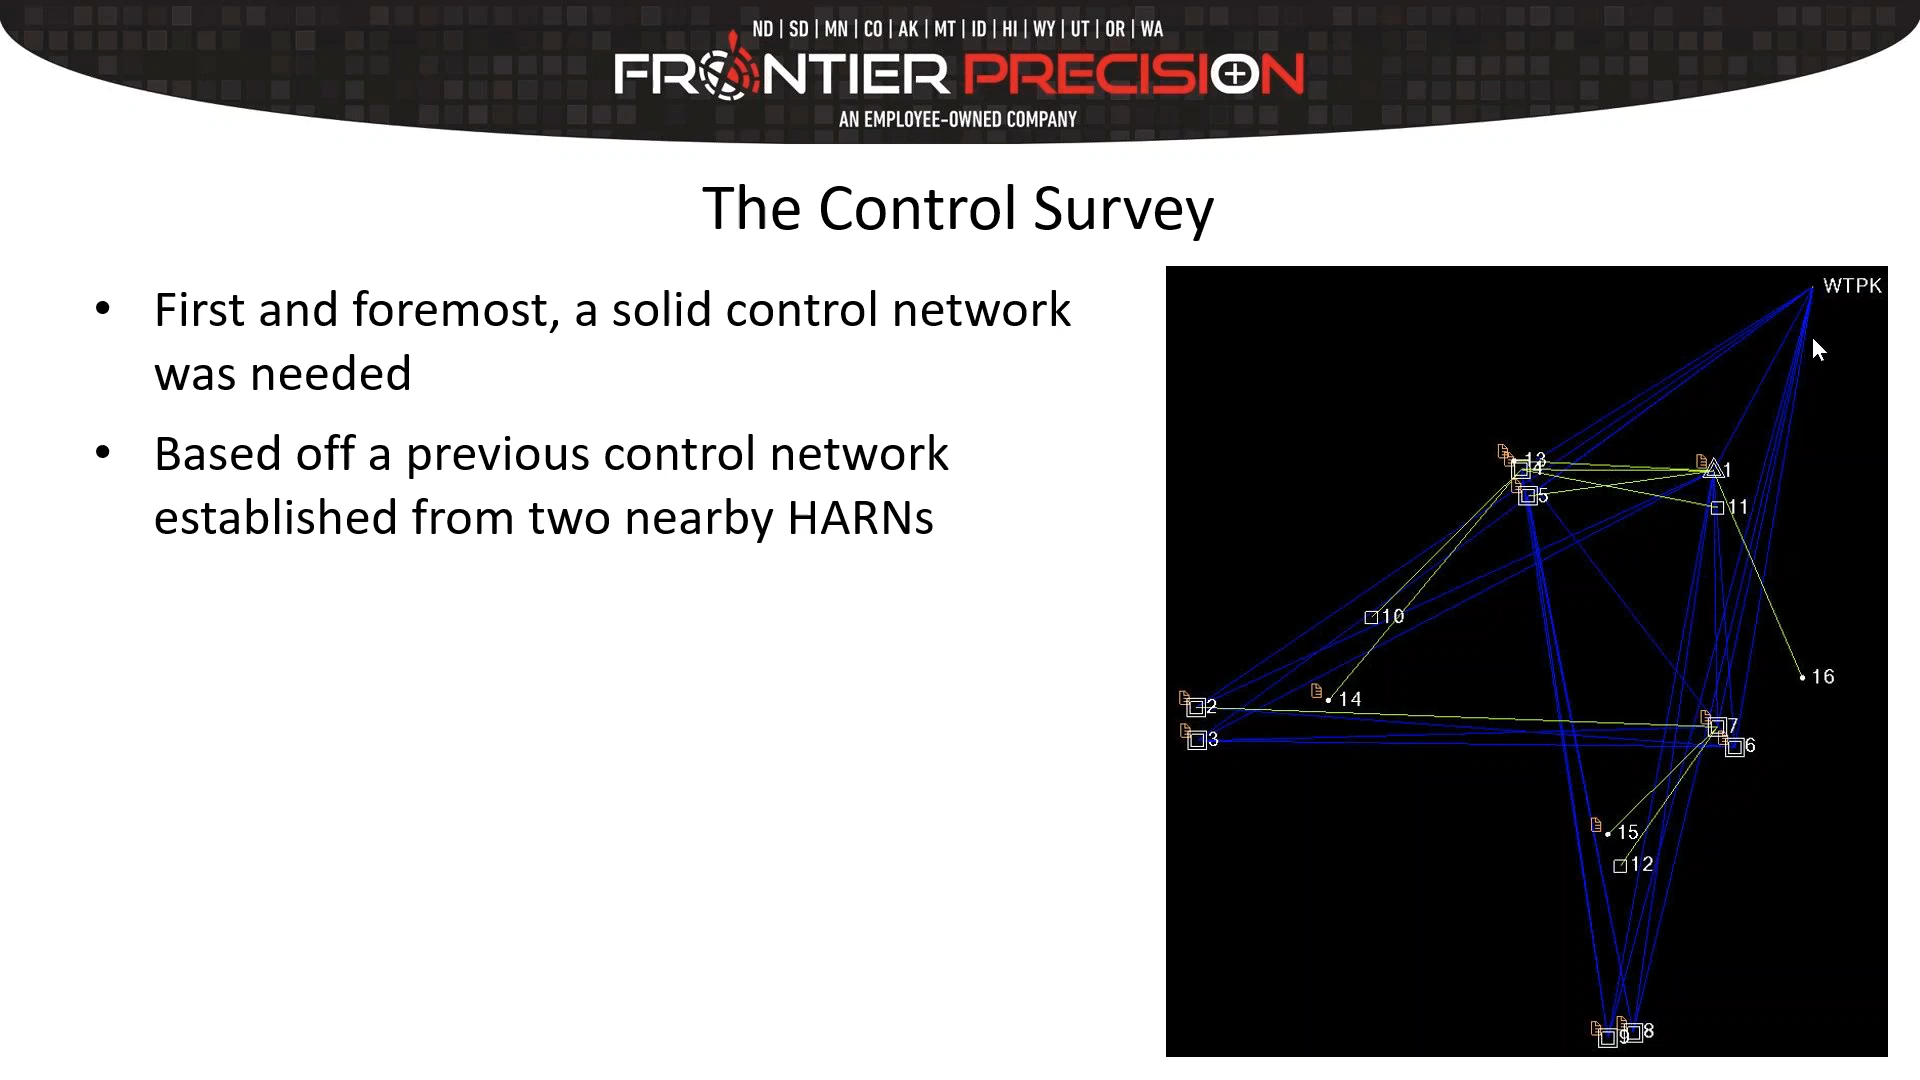 ND | SD | MN | CO | AK | MT | ID | HI | WY | UT | OR | WA
FRONTIER PRECISION
AN EMPLOYEE-OWNED COMPANY
The Control Survey
• First and foremost, a solid control network
was needed
• Based off a previous control network
established from two nearby HARNs
WTPK
13
4
1
5
11
10
16
14
2
7
3
6
15
12
9
8